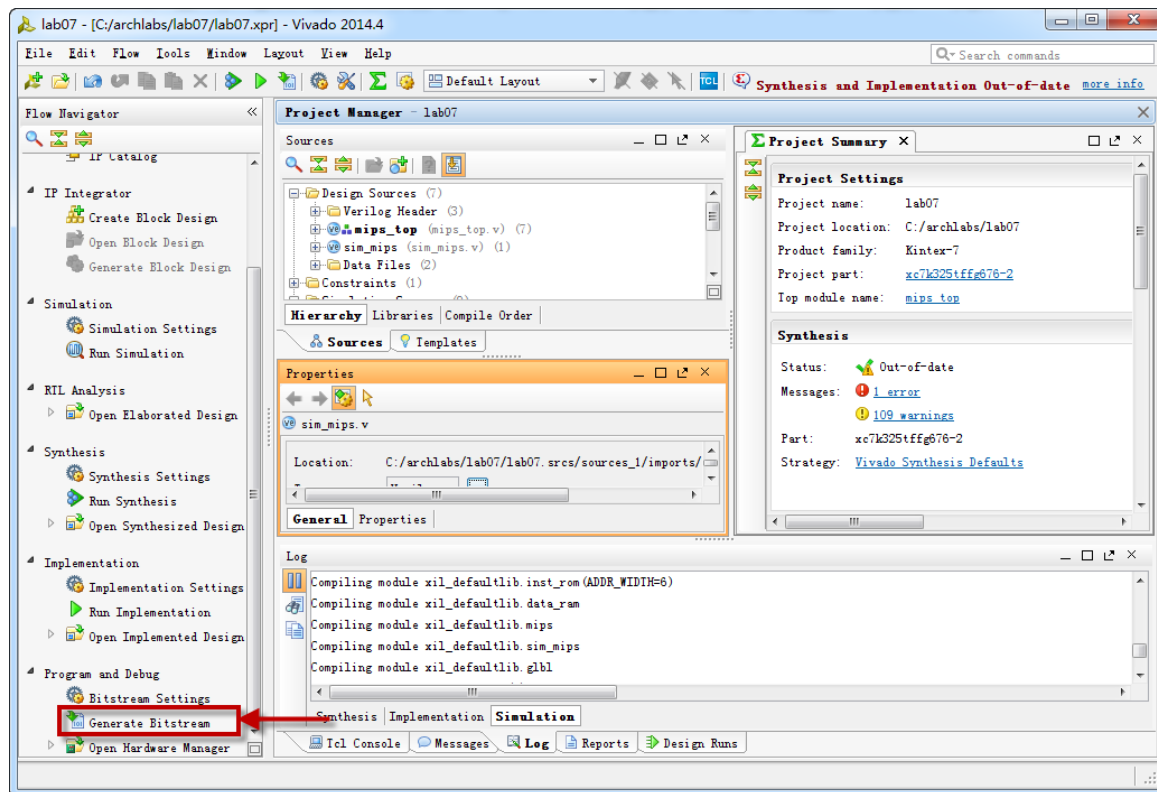 lab07 - [C:/archlabs/lab07/lab07.xpr] - Vivado 2014.4
File Edit Flow Tools Window Layout View Help
Search commands
Default Layout
TCL
Synthesis and Implementation Out-of-date more info
Flow Navigator
IP Catalog
IP Integrator
Create Block Design
Open Block Design
Generate Block Design
Simulation
Simulation Settings
Run Simulation
RTL Analysis
Open Elaborated Design
Synthesis
Synthesis Settings
Run Synthesis
Open Synthesized Design
Implementation
Implementation Settings
Run Implementation
Open Implemented Design
Program and Debug
Bitstream Settings
Generate Bitstream
Open Hardware Manager
Project Manager - lab07
Sources
Design Sources (7)
Verilog Header (3)
mips_top (mips_top.v) (7)
sim_mips (sim_mips.v) (1)
Data Files (2)
Constraints (1)
Hierarchy Libraries Compile Order
Sources Templates
Properties
sim_mips.v
Location: C:/archlabs/lab07/lab07.srcs/sources_1/imports/
General Properties
Project Summary
Project Settings
Project name: lab07
Project location: C:/archlabs/lab07
Product family: Kintex-7
Project part: xc7k325tffg676-2
Top module name: mips_top
Synthesis
Status: Out-of-date
Messages: 1 error
109 warnings
Part: xc7k325tffg676-2
Strategy: Vivado Synthesis Defaults
Log
Compiling module xil_defaultlib.inst_rom(ADDR_WIDTH=6)
Compiling module xil_defaultlib.data_ram
Compiling module xil_defaultlib.mips
Compiling module xil_defaultlib.sim_mips
Compiling module xil_defaultlib.glbl
Synthesis Implementation Simulation
Tcl Console Messages Log Reports Design Runs